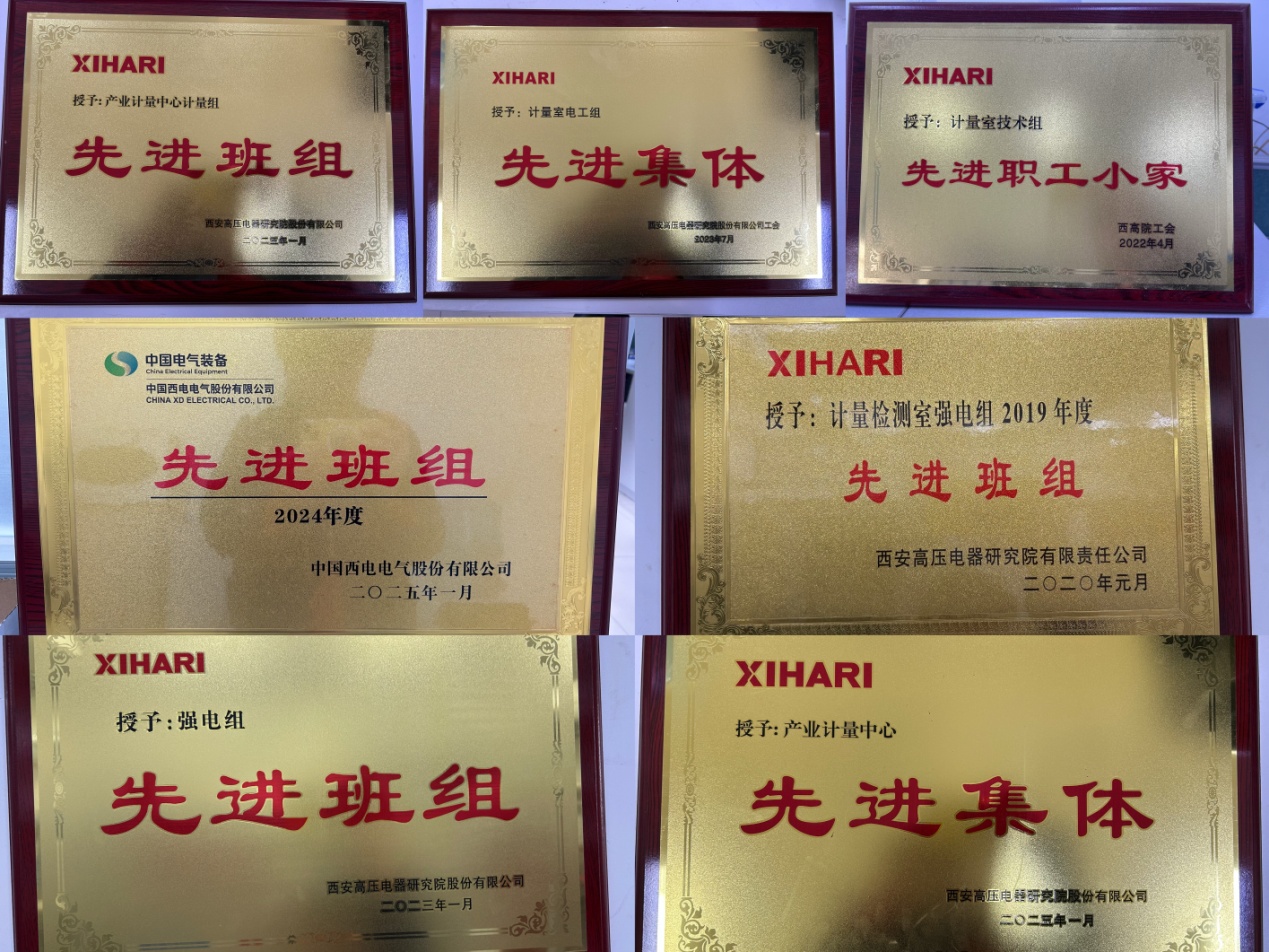 XIHARI
授予:产业计量中心计量组
先进班组
西安高压电器研究院股份有限公司
二〇二三年一月
XIHARI
授予：计量室电工组
先进集体
西安高压电器研究院股份有限公司工会
2023年7月
XIHARI
授予：计量室技术组
先进职工小家
西高院工会
2022年4月
中国电气装备
China Electrical Equipment
中国西电电气股份有限公司
CHINA XD ELECTRICAL CO., LTD.
先进班组
2024年度
中国西电电气股份有限公司
二〇二五年一月
XIHARI
授予：计量检测室强电组2019年度
先进班组
西安高压电器研究院有限责任公司
二〇二〇年元月
XIHARI
授予:强电组
先进班组
西安高压电器研究院股份有限公司
二〇二三年一月
XIHARI
授予:产业计量中心
先进集体
西安高压电器研究院股份有限公司
二〇二三年一月